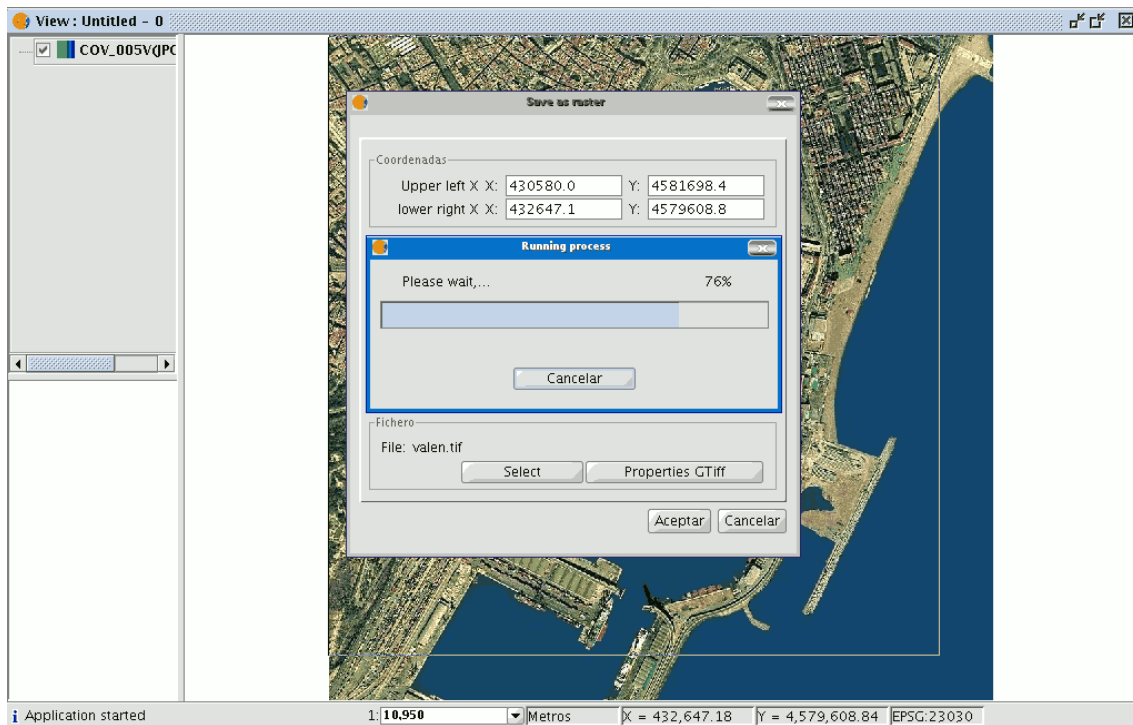 View : Untitled - 0
COV_005V(JPC
Save as raster
Coordenadas
Upper left X X: 430580.0 Y: 4581698.4
lower right X X: 432647.1 Y: 4579608.8
Running process
Please wait,... 76%
Cancelar
Fichero
File: valen.tif
Select Properties GTiff
Aceptar Cancelar
i Application started 1: 10,950 Metros X = 432,647.18 Y = 4,579,608.84 EPSG:23030